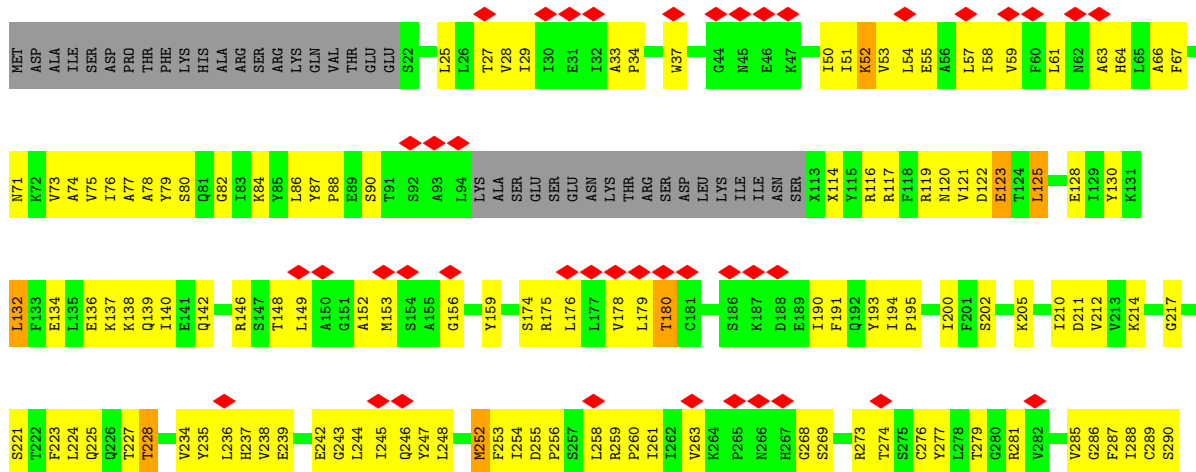 MET ASP ALA ILE SER ASP PRO THR PHE LYS HIS ALA ARG SER ARG LYS GLN VAL THR GLU GLU S22 L25 L26 T27 V28 I29 I30 E31 I32 A33 P34 W37 G44 N45 E46 K47 I50 I51 K52 V53 L54 E55 A56 L57 I58 V59 F60 L61 N62 A63 H64 L65 A66 F67
N71 K72 V73 A74 V75 I76 A77 A78 Y79 S80 Q81 G82 I83 K84 Y85 L86 Y87 P88 E89 S90 T91 S92 A93 L94 LYS ALA SER GLU SER GLU ASN LYS THR ARG SER ASP LEU LYS ILE ILE ASN SER X113 X114 Y115 R116 R117 F118 R119 N120 V121 D122 E123 T124 L125 E128 I129 Y130 K131
L132 F133 E134 L135 E136 K137 K138 Q139 I140 E141 Q142 R146 S147 T148 L149 A150 G151 A152 M153 S154 A155 G156 Y159 S174 R175 L176 L177 V178 L179 T180 C181 S186 K187 D188 E189 I190 F191 Q192 Y193 I194 P195 I200 F201 S202 K205 I210 D211 V212 V213 K214 G217
S221 T222 F223 L224 Q225 Q226 T227 T228 V234 Y235 L236 H237 V238 E239 E242 G243 L244 I245 Q246 Y247 L248 M252 F253 I254 D255 P256 S257 L258 R259 P260 I261 I262 V263 K264 P265 N266 H267 G268 S269 R273 T274 S275 C276 Y277 L278 T279 G280 R281 V282 V285 G286 F287 I288 C289 S290